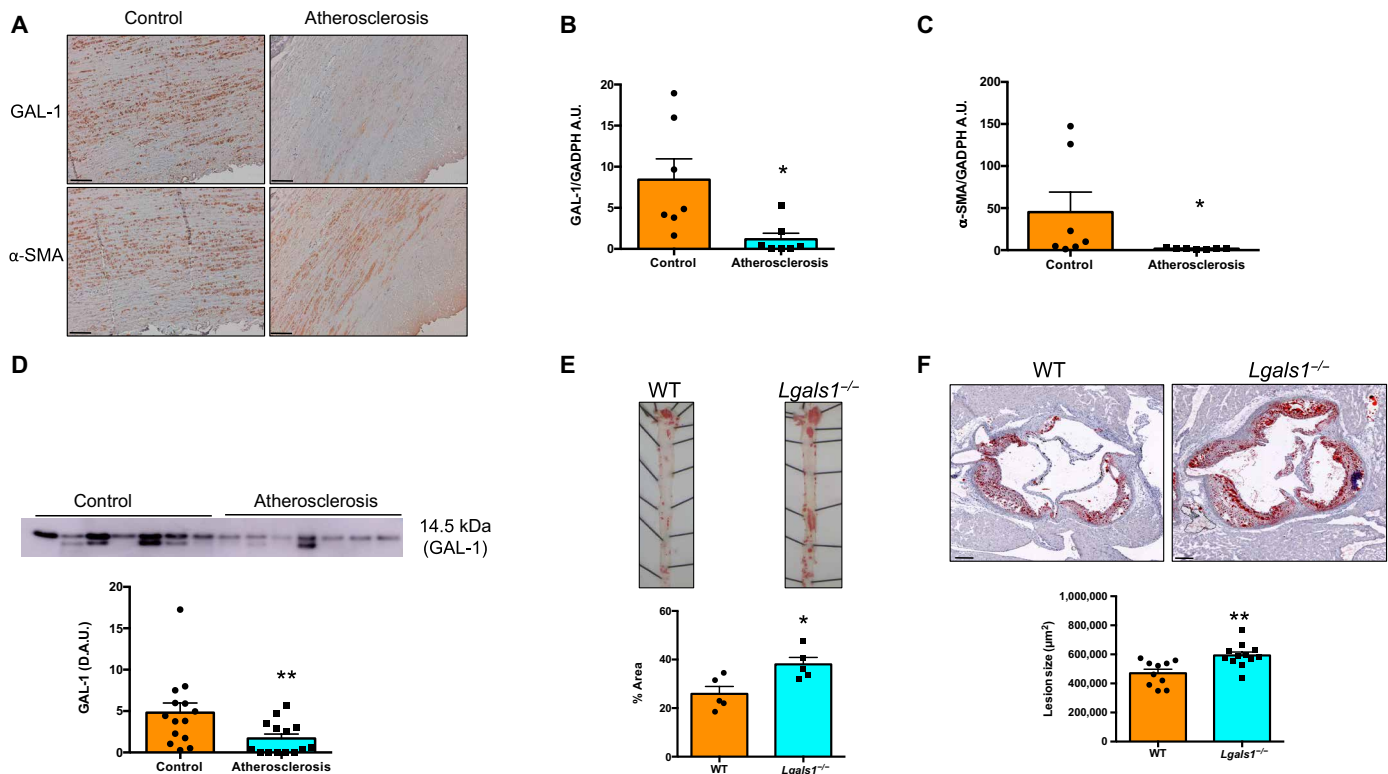 A
Control
Atherosclerosis
GAL-1
α-SMA
B
GAL-1/GADPH A.U.
20
15
10
5
0
Control
Atherosclerosis
*
C
α-SMA/GADPH A.U.
200
150
100
50
0
Control
Atherosclerosis
*
D
Control
Atherosclerosis
14.5 kDa
(GAL-1)
GAL-1 (D.A.U.)
20
15
10
5
0
Control
Atherosclerosis
**
E
WT
Lgals1−/−
% Area
60
40
20
0
WT
Lgals1−/−
*
F
WT
Lgals1−/−
Lesion size (μm²)
1,000,000
800,000
600,000
400,000
200,000
0
WT
Lgals1−/−
**